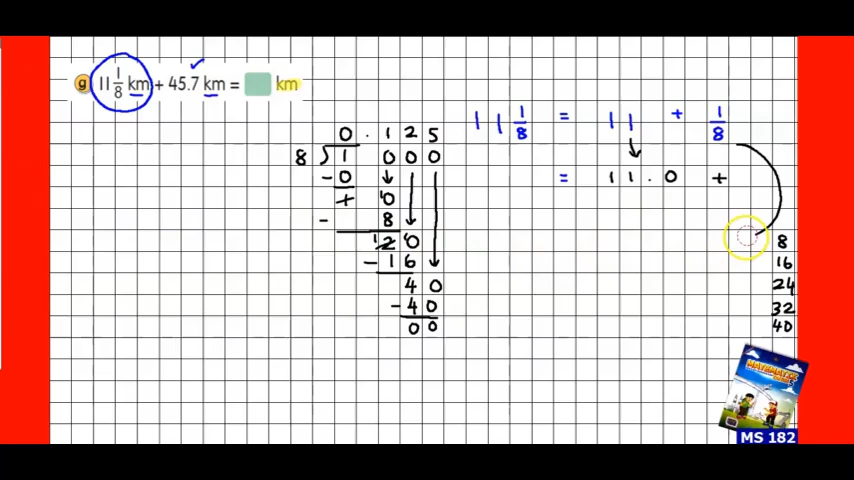 g 11 1/8 km + 45.7 km = km
0 . 1 2 5
8 1 0 0 0
- 0
1 0
- 8
1 2 0
- 1 6
4 0
- 4 0
0 0
11 1/8 = 11 + 1/8
= 11.0 +
8
16
24
32
40
MS 182